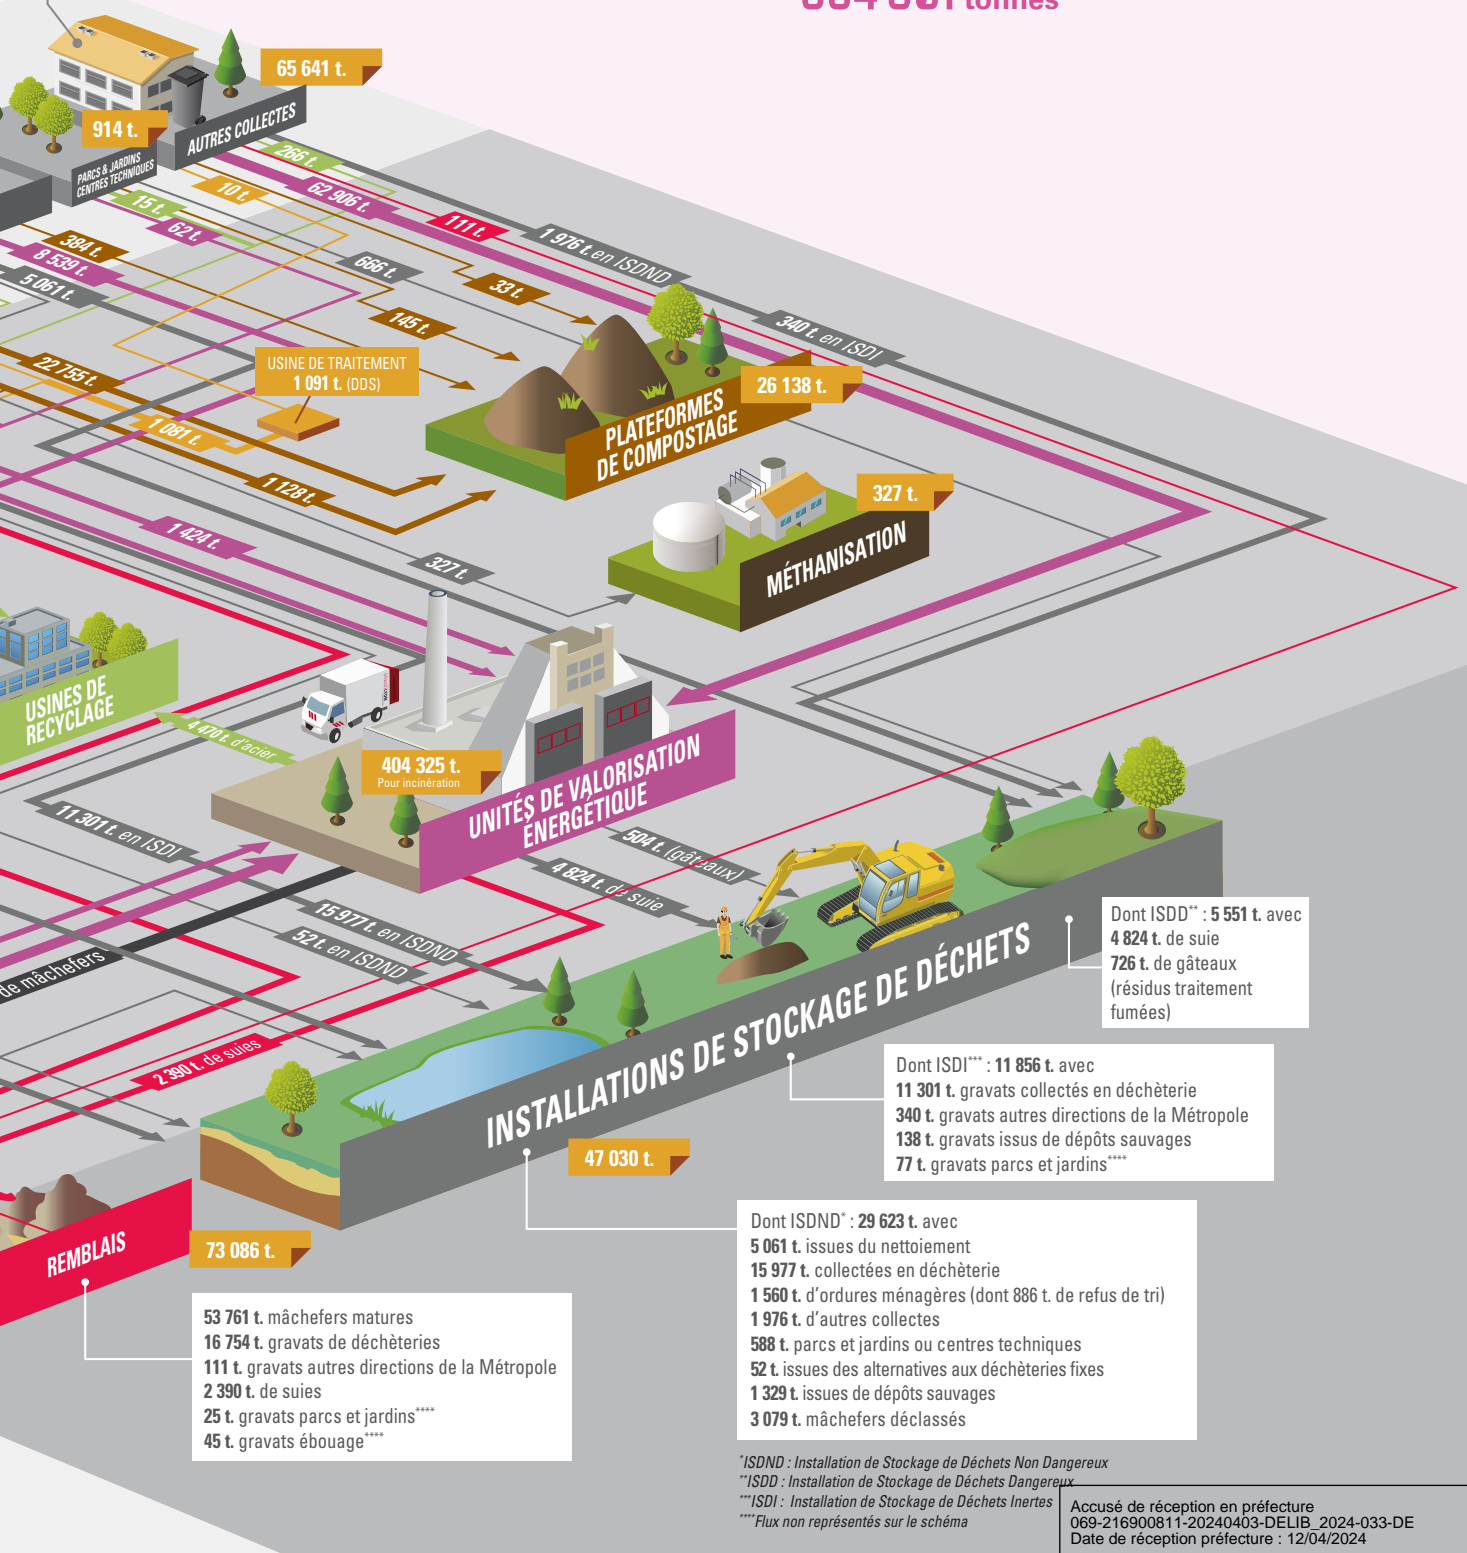 tonnes
65 641 t.
914 t.
AUTRES COLLECTES
PARCS & JARDINS
CENTRES TECHNIQUES
266 t.
10 t.
62 906 t.
15 t.
62 t.
111 t.
1 976 t. en ISDND
384 t.
8 539 t.
5 061 t.
666 t.
33 t.
145 t.
340 t. en ISDI
22 755 t.
USINE DE TRAITEMENT
1 091 t. (DDS)
26 138 t.
PLATEFORMES
DE COMPOSTAGE
1 081 t.
1 128 t.
327 t.
MÉTHANISATION
1 424 t.
327 t.
USINES DE
RECYCLAGE
4 470 t. d'acier
404 325 t.
Pour incinération
UNITÉS DE VALORISATION
ÉNERGÉTIQUE
11 301 t. en ISDI
504 t. (gâteaux)
4 824 t. de suie
15 977 t. en ISDND
52 t. en ISDND
de mâchefers
2 390 t. de suies
INSTALLATIONS DE STOCKAGE DE DÉCHETS
Dont ISDD** : 5 551 t. avec
4 824 t. de suie
726 t. de gâteaux
(résidus traitement
fumées)
Dont ISDI*** : 11 856 t. avec
11 301 t. gravats collectés en déchèterie
340 t. gravats autres directions de la Métropole
138 t. gravats issus de dépôts sauvages
77 t. gravats parcs et jardins****
47 030 t.
Dont ISDND* : 29 623 t. avec
5 061 t. issues du nettoiement
15 977 t. collectées en déchèterie
1 560 t. d'ordures ménagères (dont 886 t. de refus de tri)
1 976 t. d'autres collectes
588 t. parcs et jardins ou centres techniques
52 t. issues des alternatives aux déchèteries fixes
1 329 t. issues de dépôts sauvages
3 079 t. mâchefers déclassés
REMBLAIS
73 086 t.
53 761 t. mâchefers matures
16 754 t. gravats de déchèteries
111 t. gravats autres directions de la Métropole
2 390 t. de suies
25 t. gravats parcs et jardins****
45 t. gravats ébouage****
*ISDND : Installation de Stockage de Déchets Non Dangereux
**ISDD : Installation de Stockage de Déchets Dangereux
***ISDI : Installation de Stockage de Déchets Inertes
****Flux non représentés sur le schéma
Accusé de réception en préfecture
069-216900811-20240403-DELIB_2024-033-DE
Date de réception préfecture : 12/04/2024